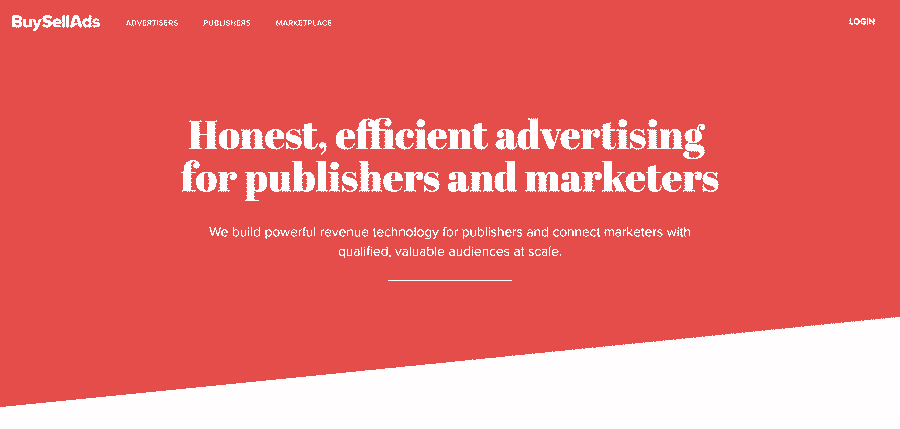 BuySellAds ADVERTISERS PUBLISHERS MARKETPLACE LOGIN
Honest, efficient advertising
for publishers and marketers
We build powerful revenue technology for publishers and connect marketers with
qualified, valuable audiences at scale.